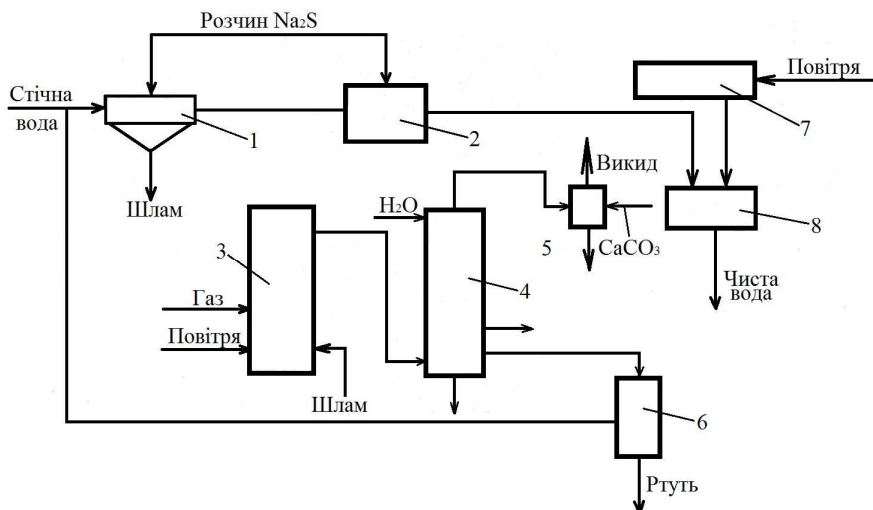 Розчин Na₂S
Стічна
вода
1
2
Повітря
7
Шлам
Викид
H₂O
3
4
5
CaCO₃
8
Чиста
вода
Газ
Повітря
Шлам
6
Ртуть